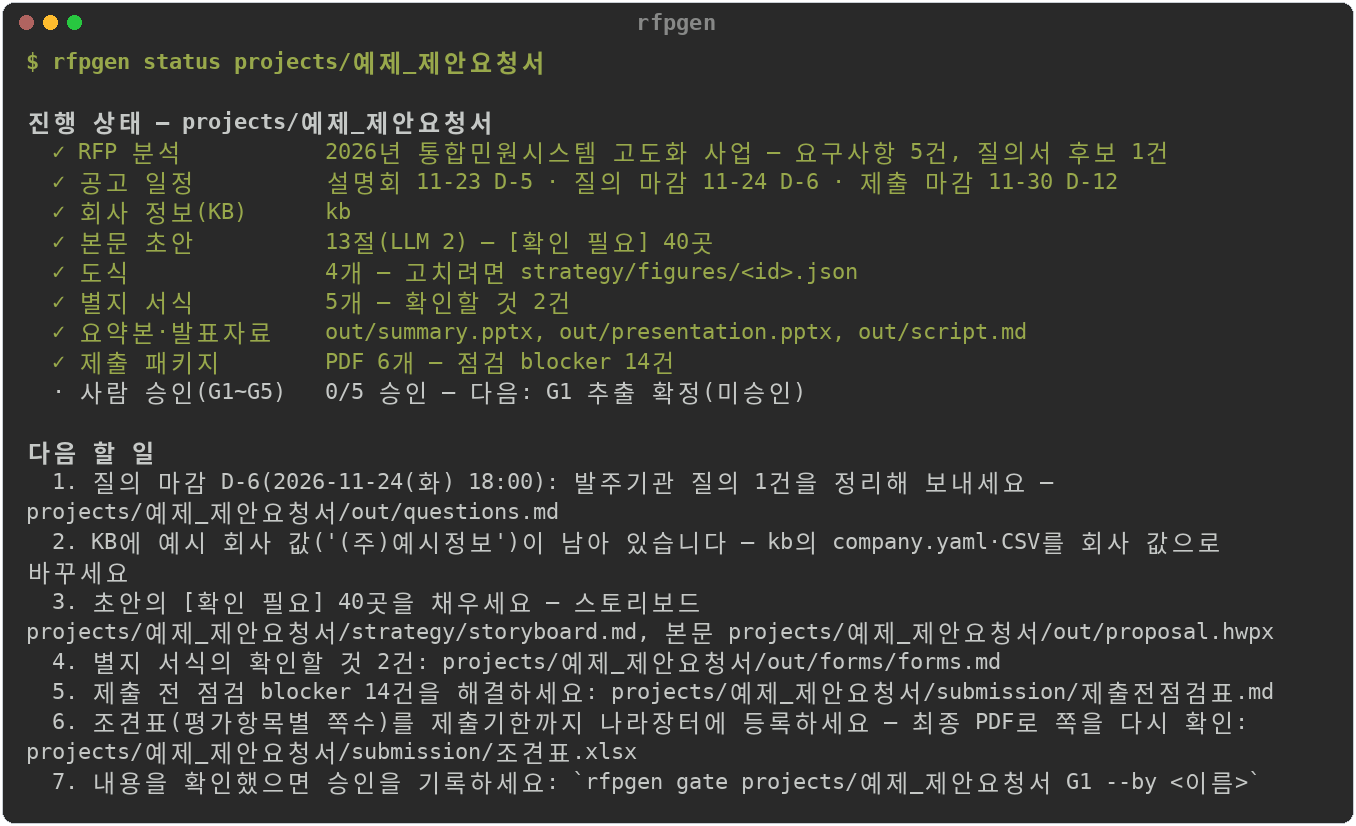 rfpgen
$ rfpgen status projects/예제_제안요청서
진행 상태 — projects/예제_제안요청서
✓ RFP 분석 2026년 통합민원시스템 고도화 사업 — 요구사항 5건, 질의서 후보 1건
✓ 공고 일정 설명회 11-23 D-5 · 질의 마감 11-24 D-6 · 제출 마감 11-30 D-12
✓ 회사 정보(KB) kb
✓ 본문 초안 13절(LLM 2) — [확인 필요] 40곳
✓ 도식 4개 — 고치려면 strategy/figures/<id>.json
✓ 별지 서식 5개 — 확인할 것 2건
✓ 요약본·발표자료 out/summary.pptx, out/presentation.pptx, out/script.md
✓ 제출 패키지 PDF 6개 — 점검 blocker 14건
· 사람 승인(G1~G5) 0/5 승인 — 다음: G1 추출 확정(미승인)
다음 할 일
1. 질의 마감 D-6(2026-11-24(화) 18:00): 발주기관 질의 1건을 정리해 보내세요 —
projects/예제_제안요청서/out/questions.md
2. KB에 예시 회사 값('(주)예시정보')이 남아 있습니다 — kb의 company.yaml·CSV를 회사 값으로
바꾸세요
3. 초안의 [확인 필요] 40곳을 채우세요 — 스토리보드
projects/예제_제안요청서/strategy/storyboard.md, 본문 projects/예제_제안요청서/out/proposal.hwpx
4. 별지 서식의 확인할 것 2건: projects/예제_제안요청서/out/forms/forms.md
5. 제출 전 점검 blocker 14건을 해결하세요: projects/예제_제안요청서/submission/제출전점검표.md
6. 조견표(평가항목별 쪽수)를 제출기한까지 나라장터에 등록하세요 — 최종 PDF로 쪽을 다시 확인:
projects/예제_제안요청서/submission/조견표.xlsx
7. 내용을 확인했으면 승인을 기록하세요: `rfpgen gate projects/예제_제안요청서 G1 --by <이름>`